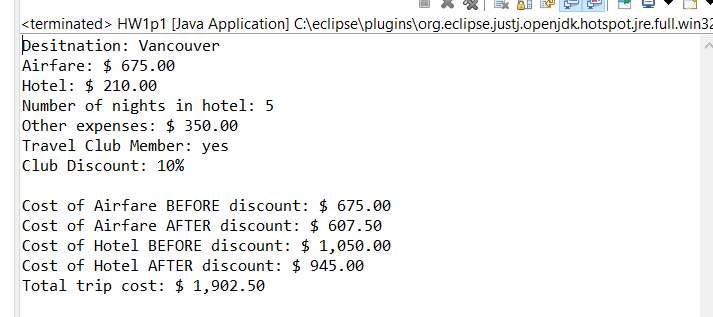 <terminated> HW1p1 [Java Application] C:\eclipse\plugins\org.eclipse.justj.openjdk.hotspot.jre.full.win32
Desitnation: Vancouver
Airfare: $ 675.00
Hotel: $ 210.00
Number of nights in hotel: 5
Other expenses: $ 350.00
Travel Club Member: yes
Club Discount: 10%

Cost of Airfare BEFORE discount: $ 675.00
Cost of Airfare AFTER discount: $ 607.50
Cost of Hotel BEFORE discount: $ 1,050.00
Cost of Hotel AFTER discount: $ 945.00
Total trip cost: $ 1,902.50